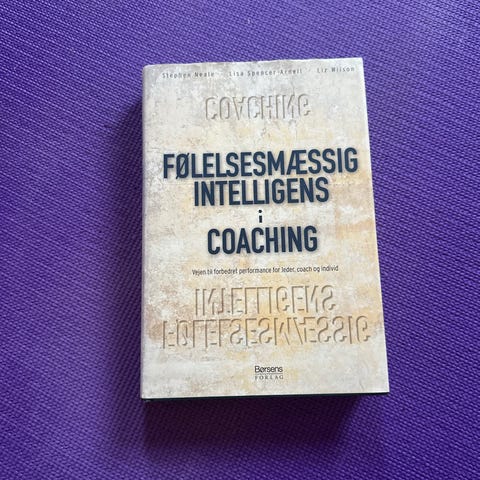 Stephen Neale · Lisa Spencer-Arnell · Liz Wilson
COACHING
FØLELSESMÆSSIG
INTELLIGENS
i
COACHING
Vejen til forbedret performance for leder, coach og individ
INTELLIGENS
FØLELSESMÆSSIG
Børsens
FORLAG